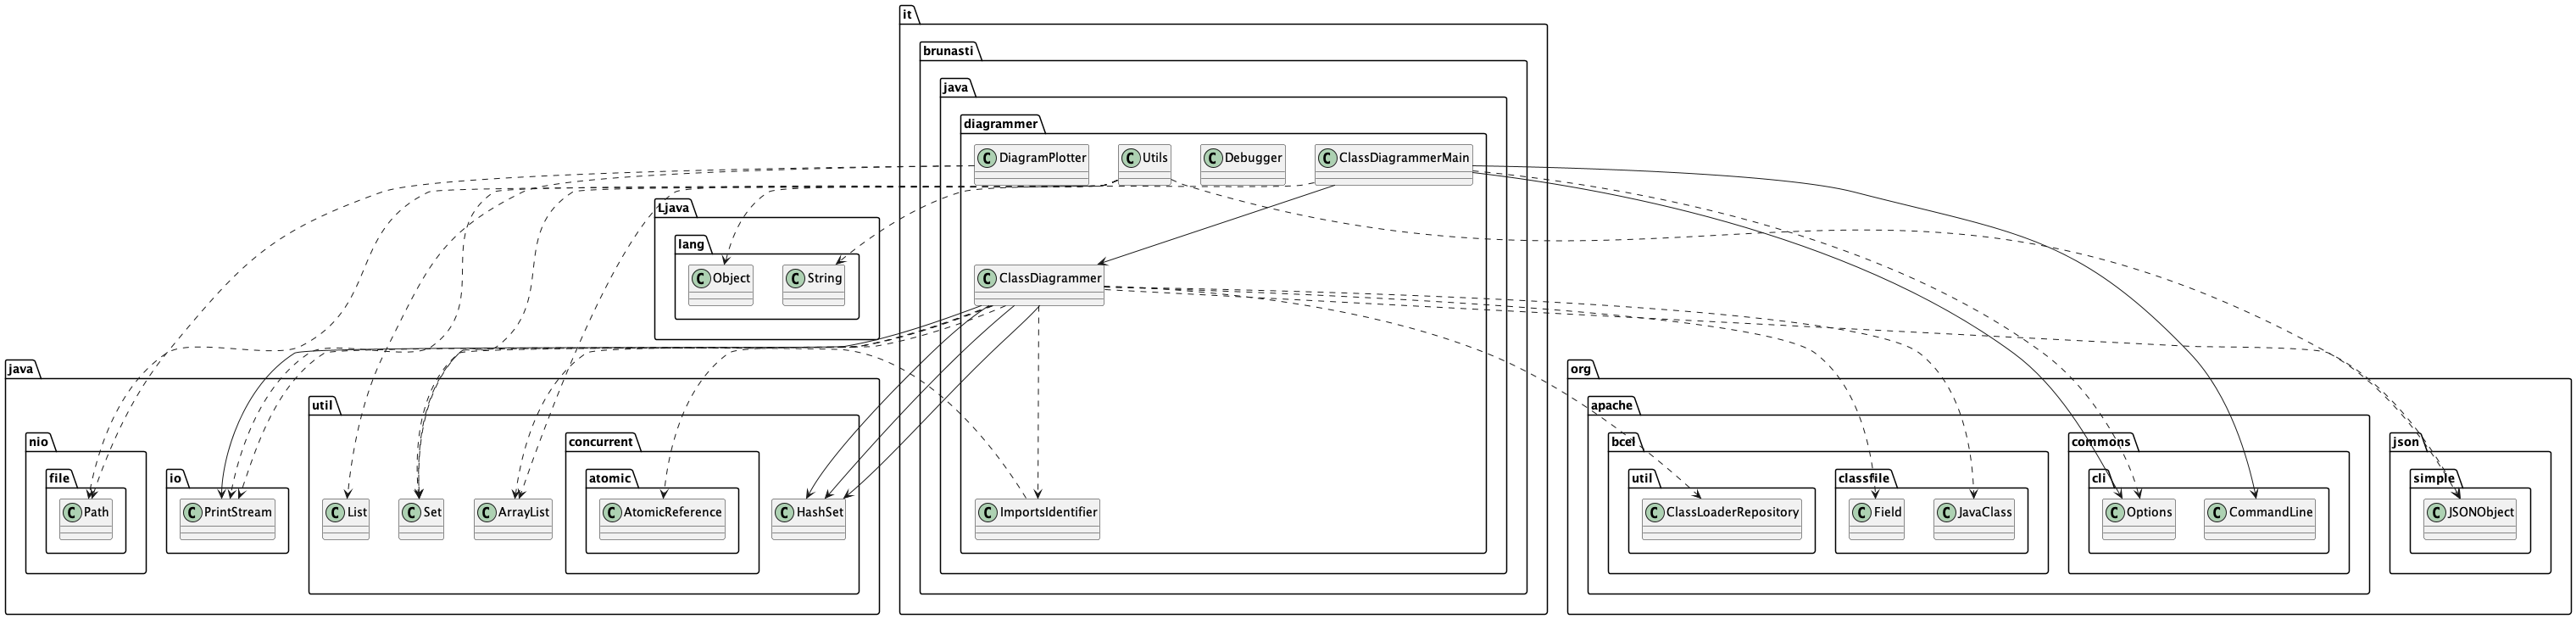 it
brunasti
java
diagrammer
C DiagramPlotter
C Utils
C Debugger
C ClassDiagrammerMain
Ljava
lang
C Object
C String
C ClassDiagrammer
java
org
util
apache
nio
concurrent
bcel
commons
json
file
io
atomic
util
classfile
cli
simple
C Path
C PrintStream
C List
C Set
C ArrayList
C AtomicReference
C HashSet
C ImportsIdentifier
C ClassLoaderRepository
C Field
C JavaClass
C Options
C CommandLine
C JSONObject